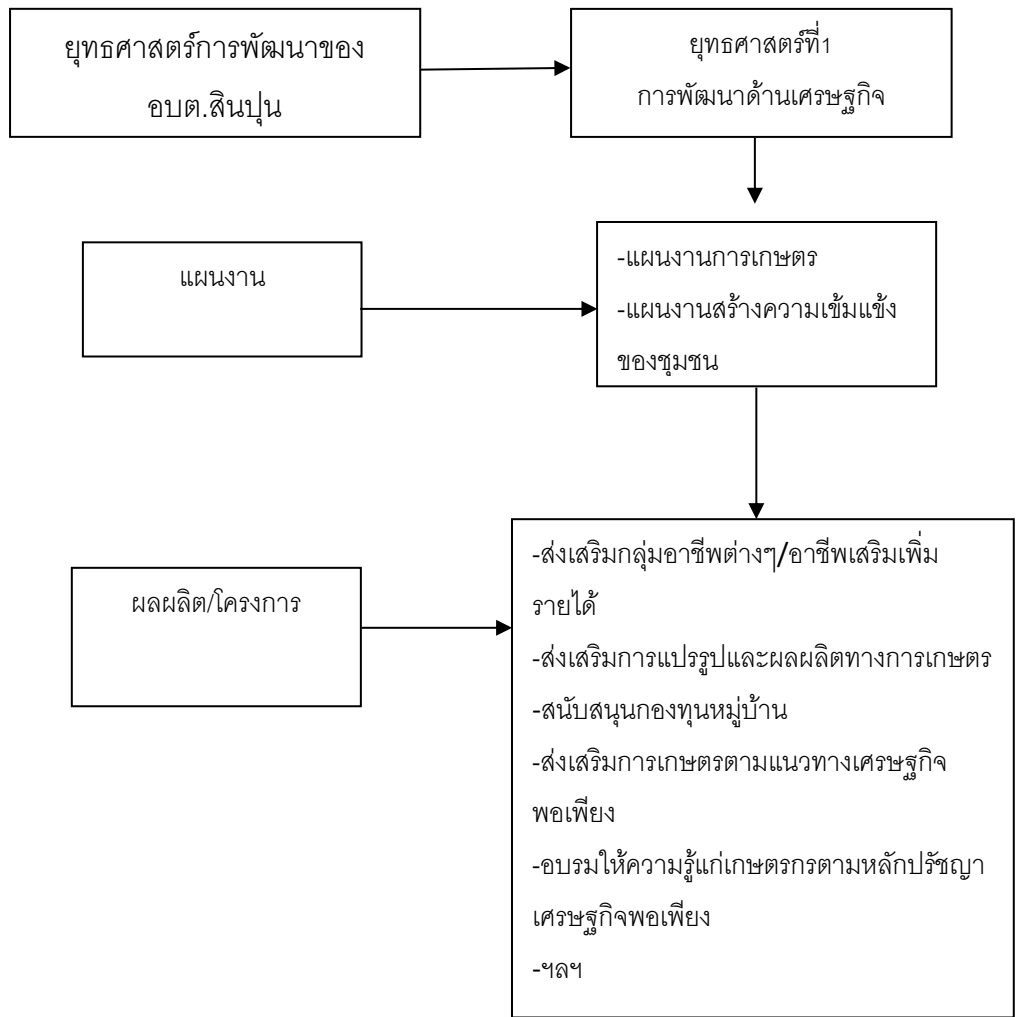 ยุทธศาสตร์การพัฒนาของ
อบต.สินปุน
ยุทธศาสตร์ที่1
การพัฒนาด้านเศรษฐกิจ
แผนงาน
-แผนงานการเกษตร
-แผนงานสร้างความเข้มแข็ง
ของชุมชน
ผลผลิต/โครงการ
-ส่งเสริมกลุ่มอาชีพต่างๆ/อาชีพเสริมเพิ่ม
รายได้
-ส่งเสริมการแปรรูปและผลผลิตทางการเกษตร
-สนับสนุนกองทุนหมู่บ้าน
-ส่งเสริมการเกษตรตามแนวทางเศรษฐกิจ
พอเพียง
-อบรมให้ความรู้แก่เกษตรกรตามหลักปรัชญา
เศรษฐกิจพอเพียง
-ฯลฯ